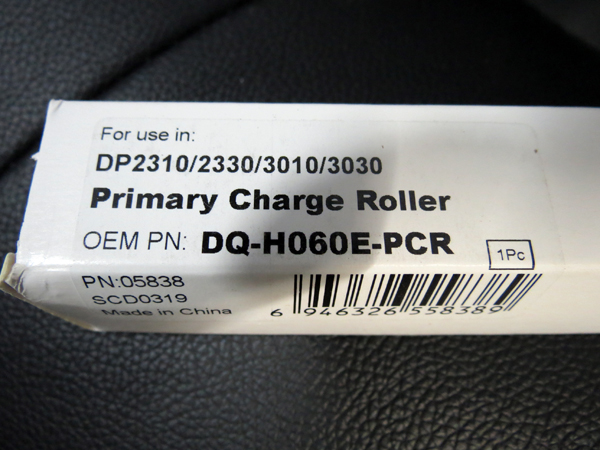 For use in:
DP2310/2330/3010/3030
Primary Charge Roller
OEM PN: DQ-H060E-PCR
1Pc
PN:05838
SCD0319
Made in China
6 946326 558389